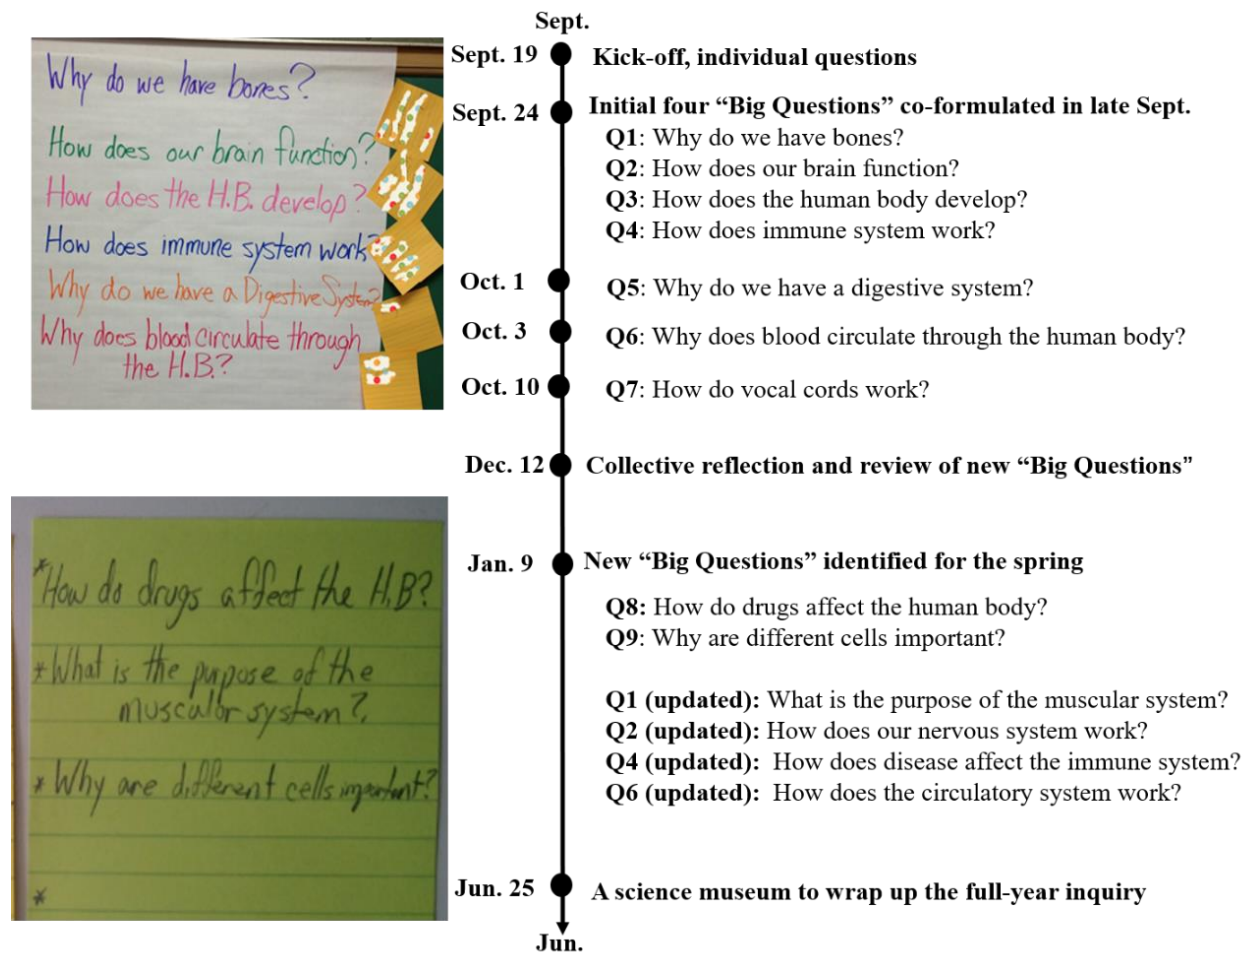 Why do we have bones?
How does our brain function?
How does the H.B. develop?
How does immune system work?
Why do we have a Digestive System?
Why does blood circulate through
the H.B.?
*How do drugs affect the H.B?
*What is the purpose of the
muscular system?
*Why are different cells important?
*
Sept.
Sept. 19 Kick-off, individual questions
Sept. 24 Initial four “Big Questions” co-formulated in late Sept.
Q1: Why do we have bones?
Q2: How does our brain function?
Q3: How does the human body develop?
Q4: How does immune system work?
Oct. 1 Q5: Why do we have a digestive system?
Oct. 3 Q6: Why does blood circulate through the human body?
Oct. 10 Q7: How do vocal cords work?
Dec. 12 Collective reflection and review of new “Big Questions”
Jan. 9 New “Big Questions” identified for the spring
Q8: How do drugs affect the human body?
Q9: Why are different cells important?
Q1 (updated): What is the purpose of the muscular system?
Q2 (updated): How does our nervous system work?
Q4 (updated): How does disease affect the immune system?
Q6 (updated): How does the circulatory system work?
Jun. 25 A science museum to wrap up the full-year inquiry
Jun.